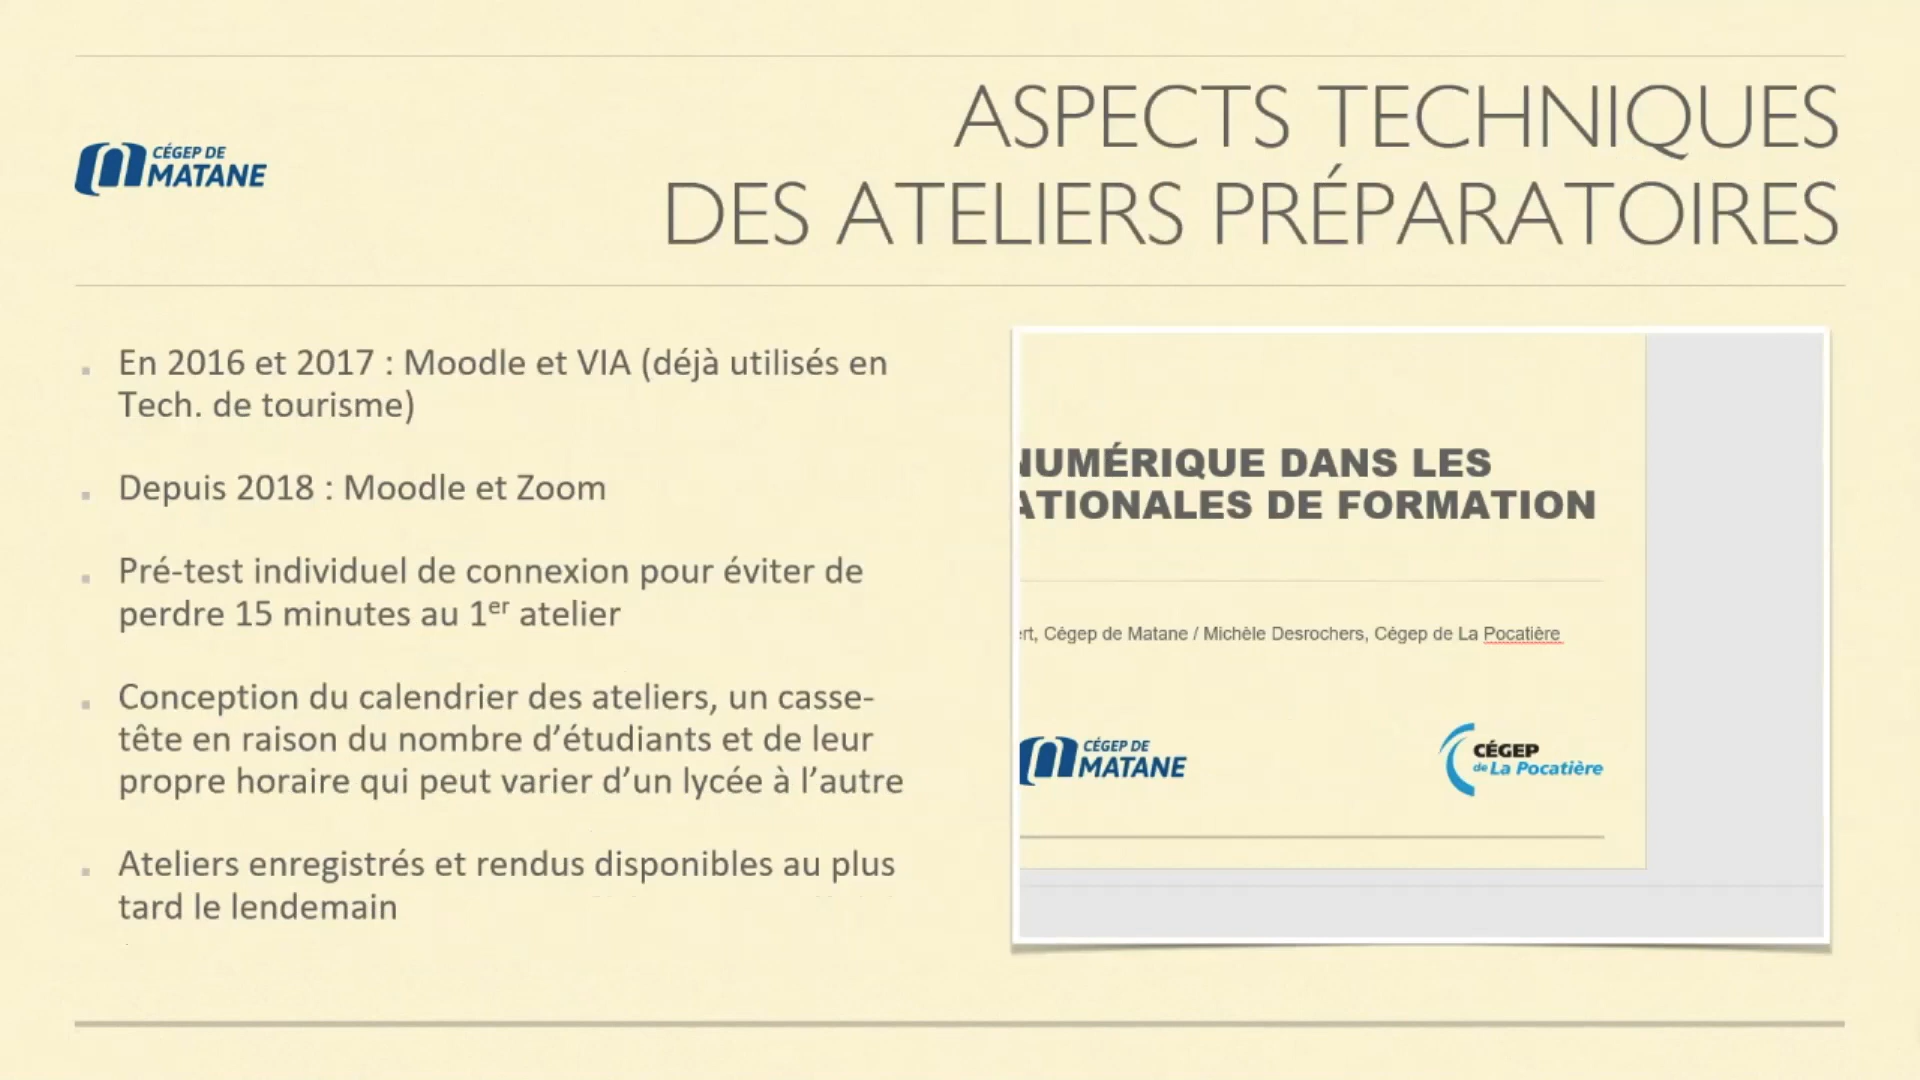 CÉGEP DE
MATANE
ASPECTS TECHNIQUES
DES ATELIERS PRÉPARATOIRES
En 2016 et 2017 : Moodle et VIA (déjà utilisés en
Tech. de tourisme)
Depuis 2018 : Moodle et Zoom
Pré-test individuel de connexion pour éviter de
perdre 15 minutes au 1er atelier
Conception du calendrier des ateliers, un casse-
tête en raison du nombre d’étudiants et de leur
propre horaire qui peut varier d’un lycée à l’autre
Ateliers enregistrés et rendus disponibles au plus
tard le lendemain
NUMÉRIQUE DANS LES
ATIONALES DE FORMATION
rt, Cégep de Matane / Michèle Desrochers, Cégep de La Pocatière
CÉGEP DE
MATANE
CÉGEP
de La Pocatière